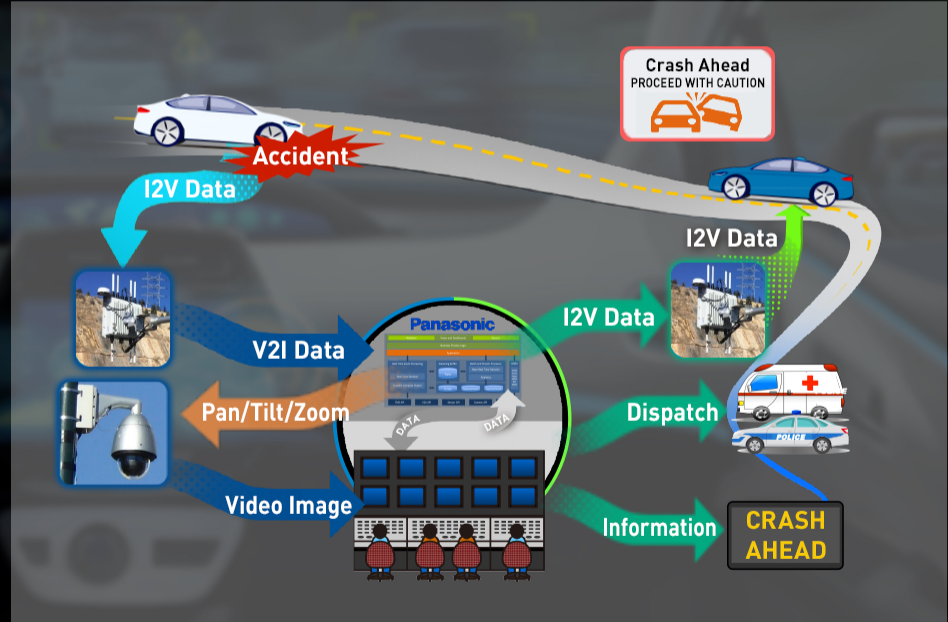 Crash Ahead
PROCEED WITH CAUTION
Accident
I2V Data
I2V Data
Panasonic
I2V Data
V2I Data
Pan/Tilt/Zoom
DATA
DATA
Dispatch
POLICE
Video Image
Information
CRASH
AHEAD